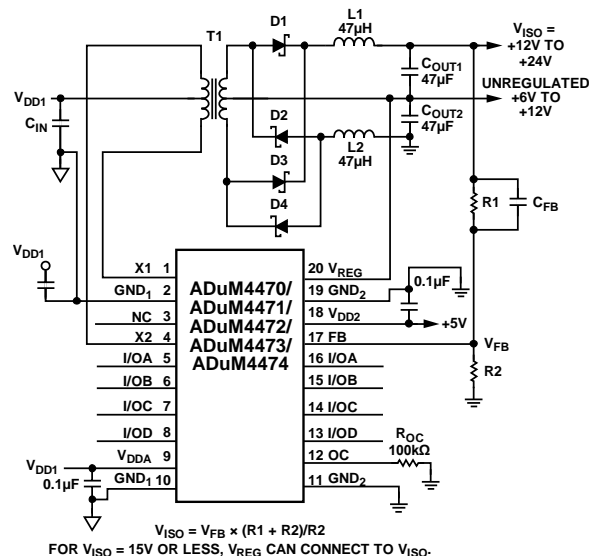 T1
D1
L1
47µH
VISO =
+12V TO
+24V
COUT1
47µF
UNREGULATED
+6V TO
+12V
VDD1
CIN
D2
COUT2
47µF
L2
47µH
D3
D4
R1
CFB
VDD1
X1 1
GND1 2
NC 3
X2 4
I/OA 5
I/OB 6
I/OC 7
I/OD 8
VDDA 9
GND1 10
VDD1
0.1µF
ADuM4470/
ADuM4471/
ADuM4472/
ADuM4473/
ADuM4474
20 VREG
19 GND2
18 VDD2
17 FB
16 I/OA
15 I/OB
14 I/OC
13 I/OD
12 OC
11 GND2
0.1µF
+5V
VFB
R2
ROC
100kΩ
VISO = VFB × (R1 + R2)/R2
FOR VISO = 15V OR LESS, VREG CAN CONNECT TO VISO.